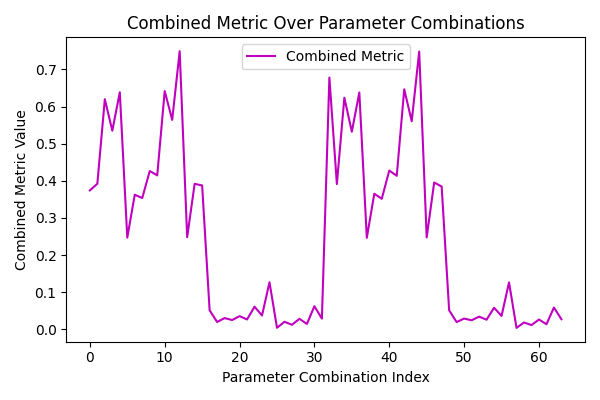 Combined Metric Over Parameter Combinations
Combined Metric
Combined Metric Value
0.7
0.6
0.5
0.4
0.3
0.2
0.1
0.0
0 10 20 30 40 50 60
Parameter Combination Index